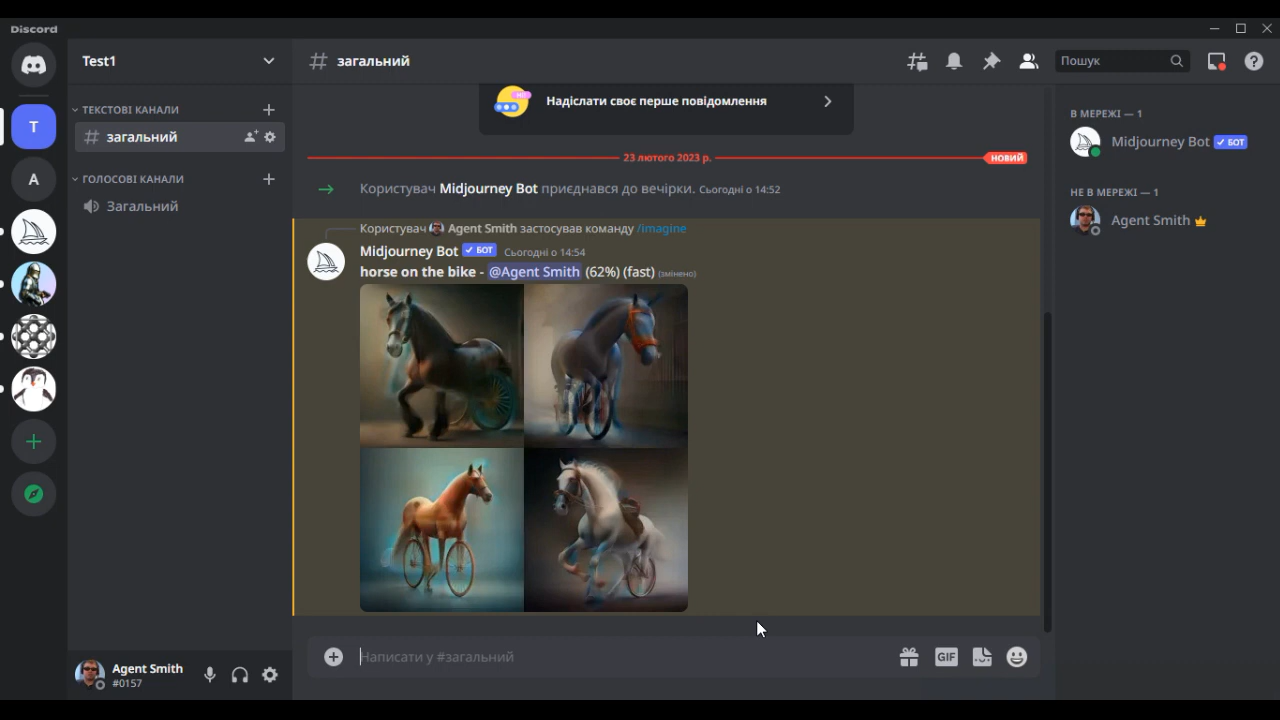 Discord
Test1
загальний
Пошук
ТЕКСТОВІ КАНАЛИ
загальний
ГОЛОСОВІ КАНАЛИ
Загальний
T
A
HI!
Надіслати своє перше повідомлення
23 лютого 2023 р.
НОВИЙ
Користувач Midjourney Bot приєднався до вечірки. Сьогодні о 14:52
Користувач Agent Smith застосував команду /imagine
Midjourney Bot ✓ БОТ Сьогодні о 14:54
horse on the bike - @Agent Smith (62%) (fast) (змінено)
Написати у #загальний
GIF
Agent Smith
#0157
В МЕРЕЖІ — 1
Midjourney Bot ✓ БОТ
НЕ В МЕРЕЖІ — 1
Agent Smith